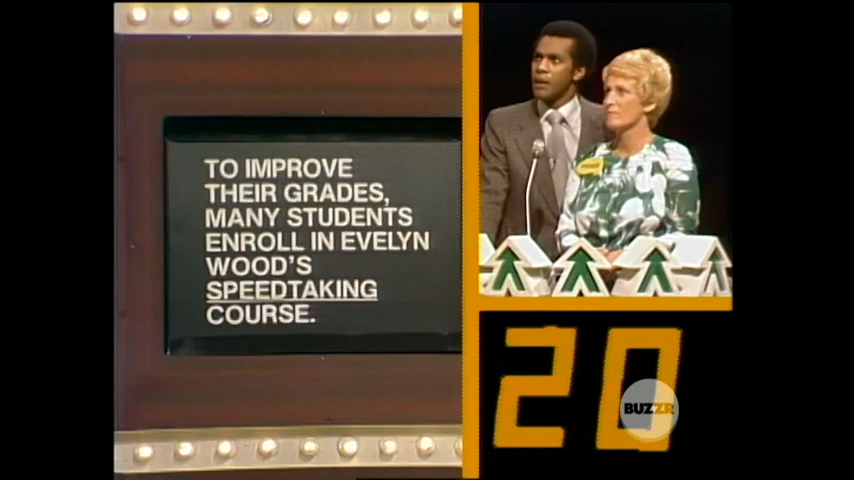 TO IMPROVE
THEIR GRADES,
MANY STUDENTS
ENROLL IN EVELYN
WOOD'S
SPEEDTAKING
COURSE.
20
BUZZR